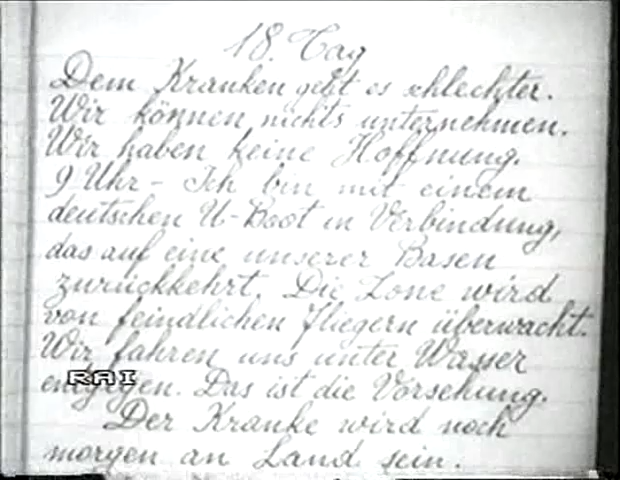 18. Tag
Dem Kranken geht es schlechter.
Wir können nichts unternehmen.
Wir haben keine Hoffnung.
9 Uhr - Ich bin mit einem
deutschen U-Boot in Verbindung,
das auf eine unserer Basen
zurückkehrt. Die Zone wird
von feindlichen Fliegern überwacht.
Wir fahren uns unter Wasser
RAI
entgegen. Das ist die Vorsehung.
Der Kranke wird noch
morgen an Land sein.